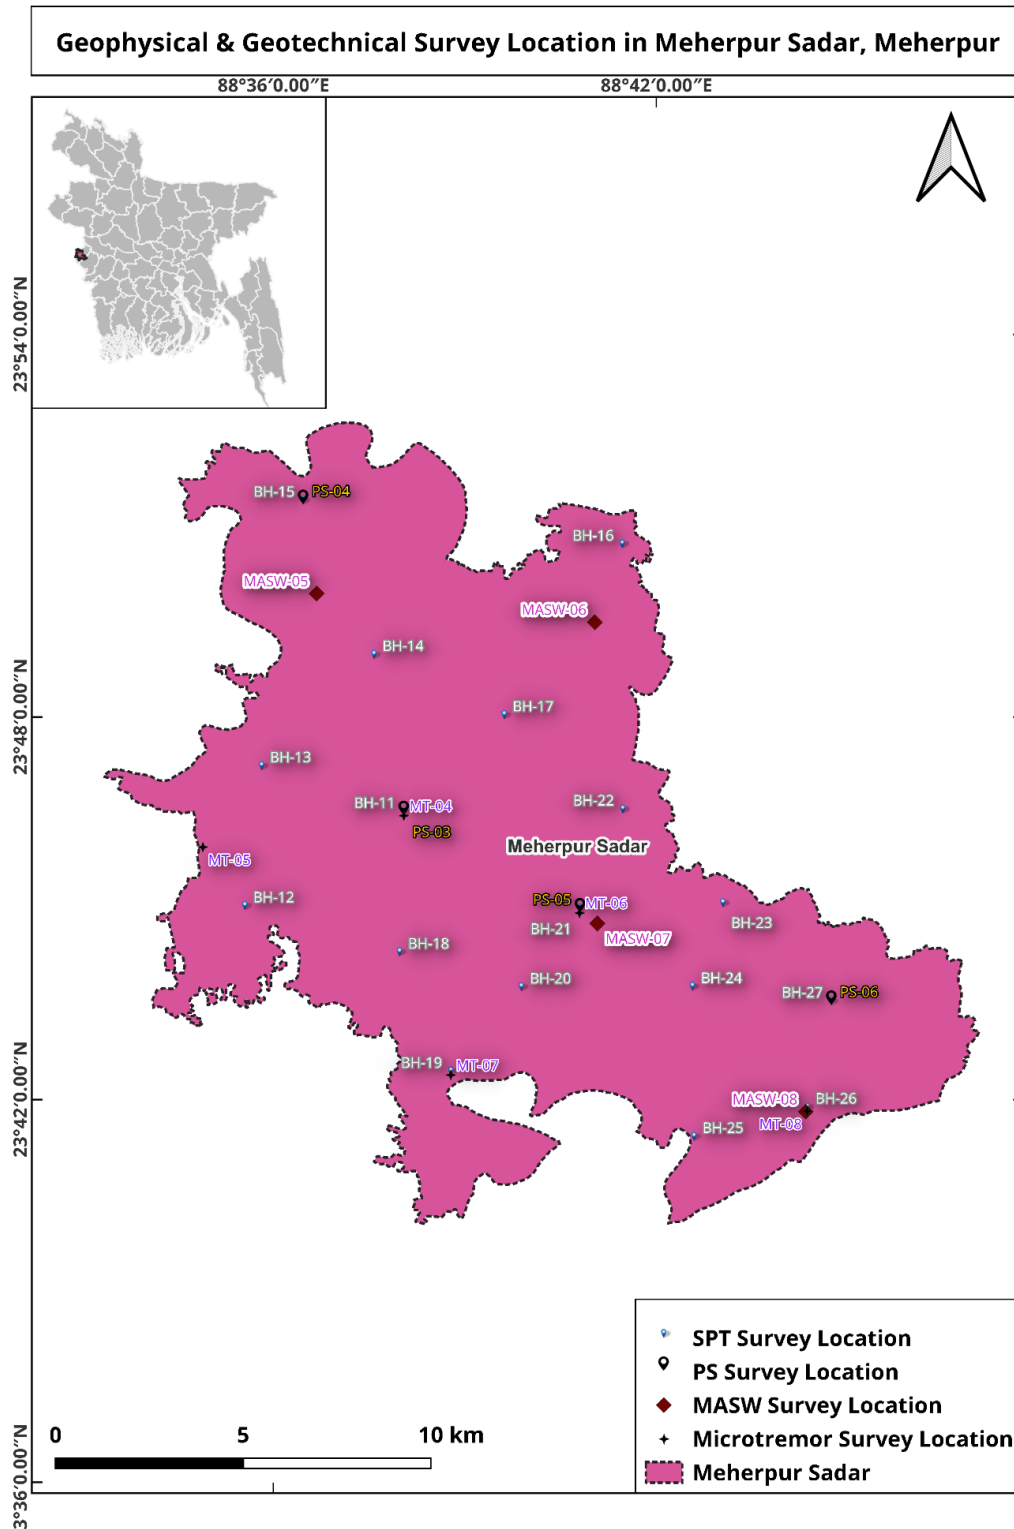 Geophysical & Geotechnical Survey Location in Meherpur Sadar, Meherpur
88°36′0.00″E
88°42′0.00″E
23°54′0.00″N
BH-15
PS-04
BH-16
MASW-05
MASW-06
BH-14
23°48′0.00″N
BH-17
BH-13
BH-11
MT-04
BH-22
PS-03
Meherpur Sadar
MT-05
BH-12
PS-05
MT-06
BH-21
BH-23
MASW-07
BH-18
BH-20
BH-24
BH-27
PS-06
23°42′0.00″N
BH-19
MT-07
MASW-08
BH-26
MT-08
BH-25
SPT Survey Location
PS Survey Location
MASW Survey Location
Microtremor Survey Location
Meherpur Sadar
0 5 10 km
3°36′0.00″N